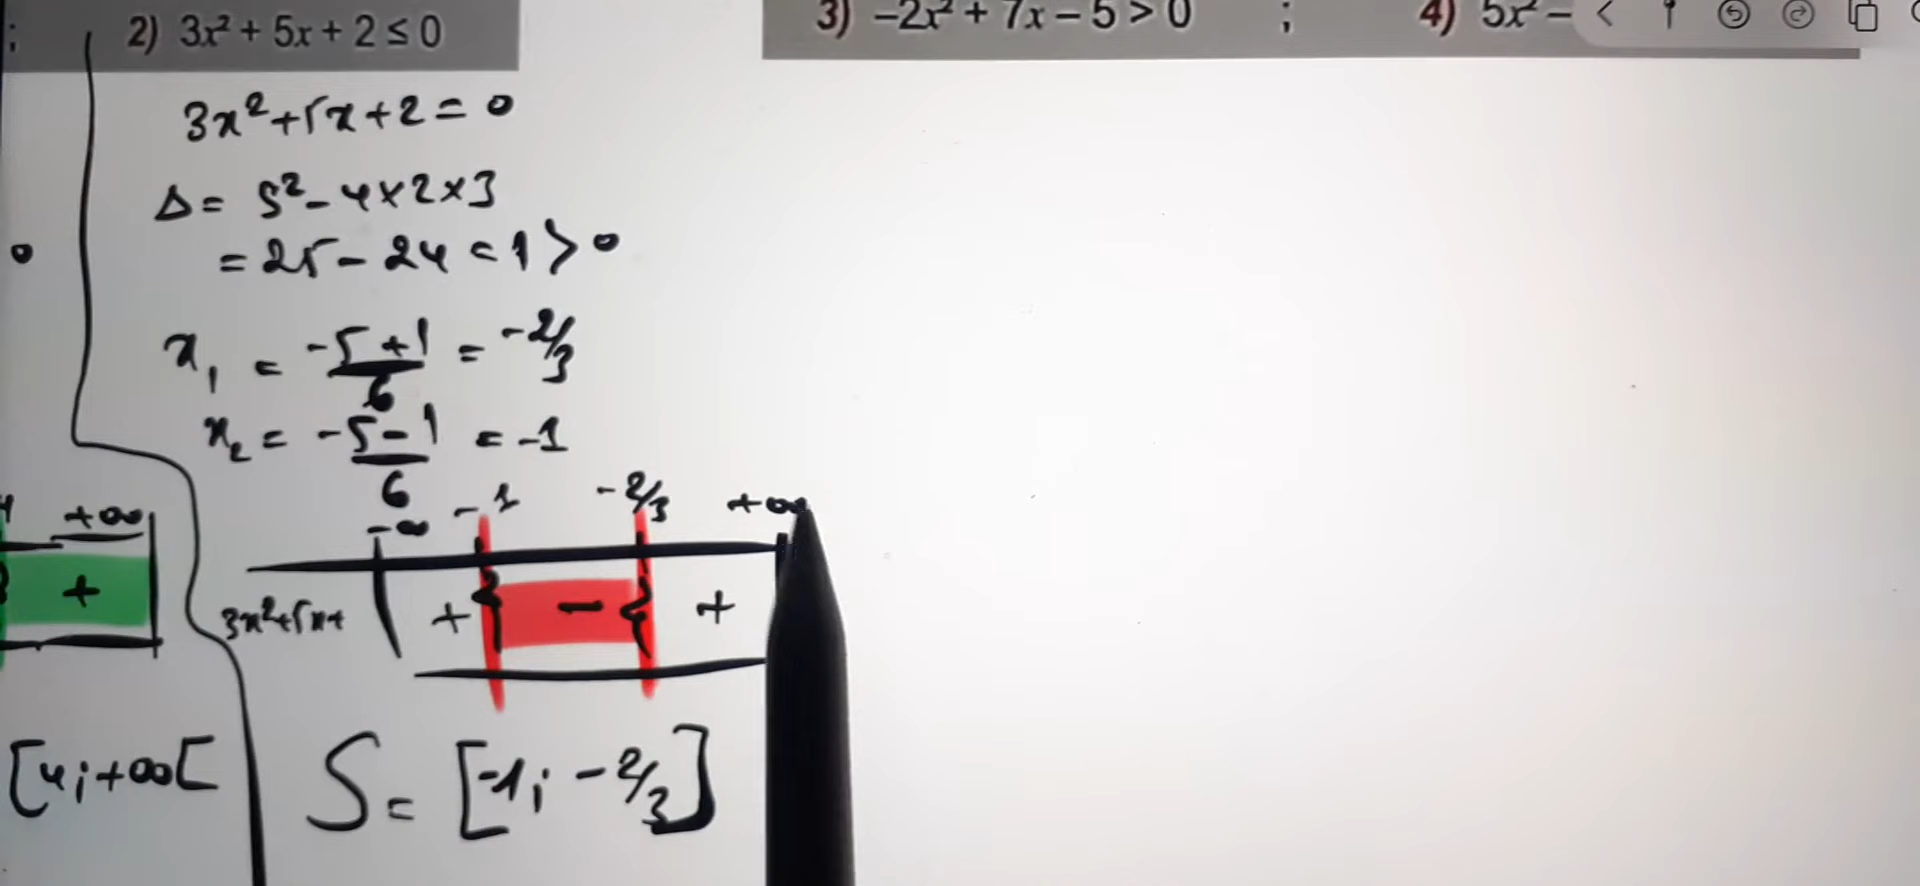 ;
2) 3x² + 5x + 2 ≤ 0
3) −2x² + 7x − 5 > 0
;
4) 5x² −
3x² + 5x + 2 = 0
Δ = 5² - 4 × 2 × 3
= 25 - 24 = 1 > 0
x₁ = (-5 + 1)/6 = -2/3
x₂ = (-5 - 1)/6 = -1
-∞ -1 -2/3 +∞
3x² + 5x + | + - +
S = [-1; -2/3]
0
+∞
+
[4; +∞[